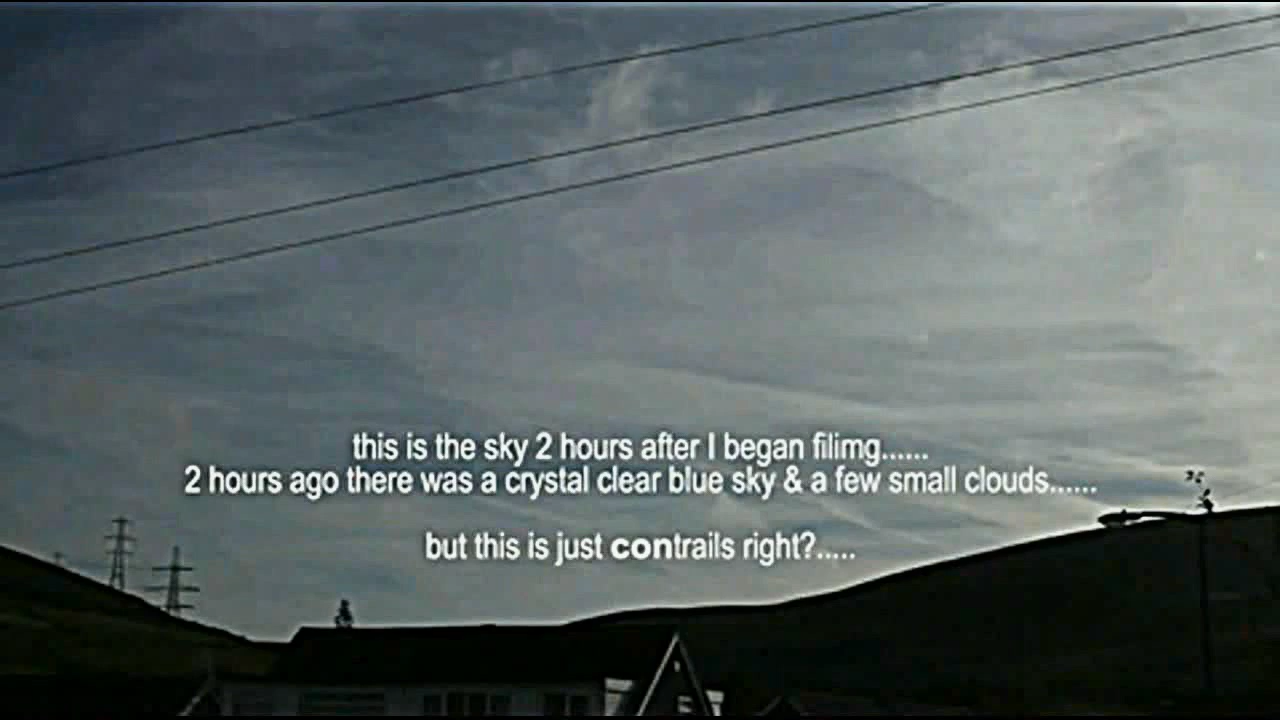 this is the sky 2 hours after I began filimg......
2 hours ago there was a crystal clear blue sky & a few small clouds......
but this is just contrails right?.....